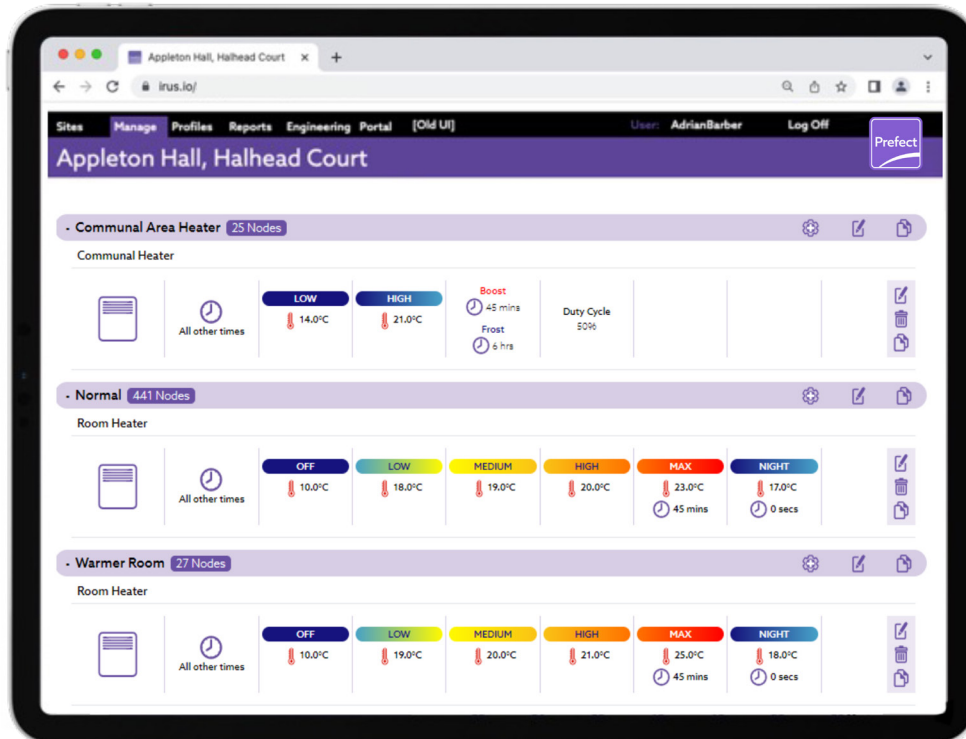 Appleton Hall, Halhead Court
irus.io/
Sites Manage Profiles Reports Engineering Portal [Old UI] User: AdrianBarber Log Off
Appleton Hall, Halhead Court
Prefect
- Communal Area Heater 25 Nodes
Communal Heater
All other times
LOW
14.0°C
HIGH
21.0°C
Boost
45 mins
Frost
6 hrs
Duty Cycle
50%
- Normal 441 Nodes
Room Heater
All other times
OFF
10.0°C
LOW
18.0°C
MEDIUM
19.0°C
HIGH
20.0°C
MAX
23.0°C
45 mins
NIGHT
17.0°C
0 secs
- Warmer Room 27 Nodes
Room Heater
All other times
OFF
10.0°C
LOW
19.0°C
MEDIUM
20.0°C
HIGH
21.0°C
MAX
25.0°C
45 mins
NIGHT
18.0°C
0 secs